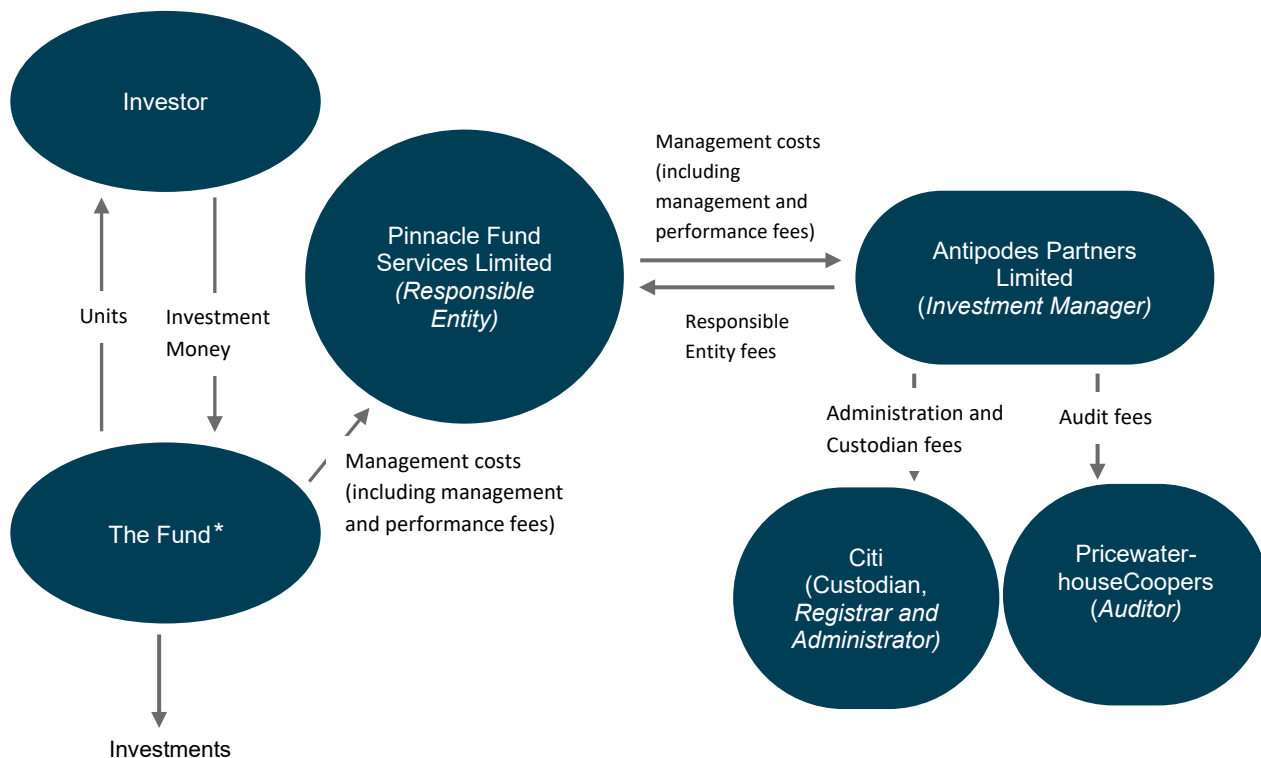 Investor
Units
Investment
Money
The Fund*
Investments
Management costs
(including management
and performance fees)
Pinnacle Fund
Services Limited
(Responsible
Entity)
Management costs
(including
management and
performance fees)
Responsible
Entity fees
Antipodes Partners
Limited
(Investment Manager)
Administration and
Custodian fees
Audit fees
Citi
(Custodian,
Registrar and
Administrator)
Pricewater-
houseCoopers
(Auditor)